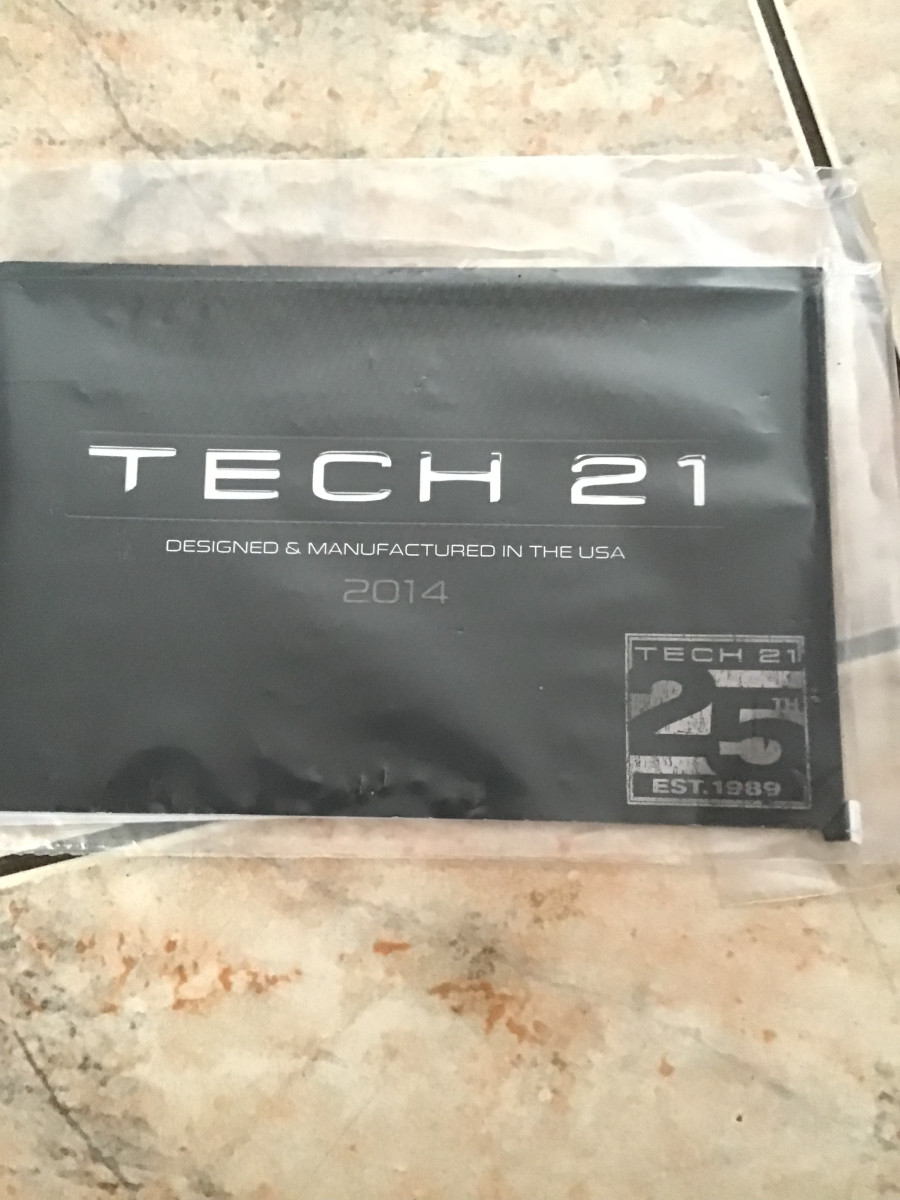 TECH 21
DESIGNED & MANUFACTURED IN THE USA
2014
TECH 21
25TH
EST.1989